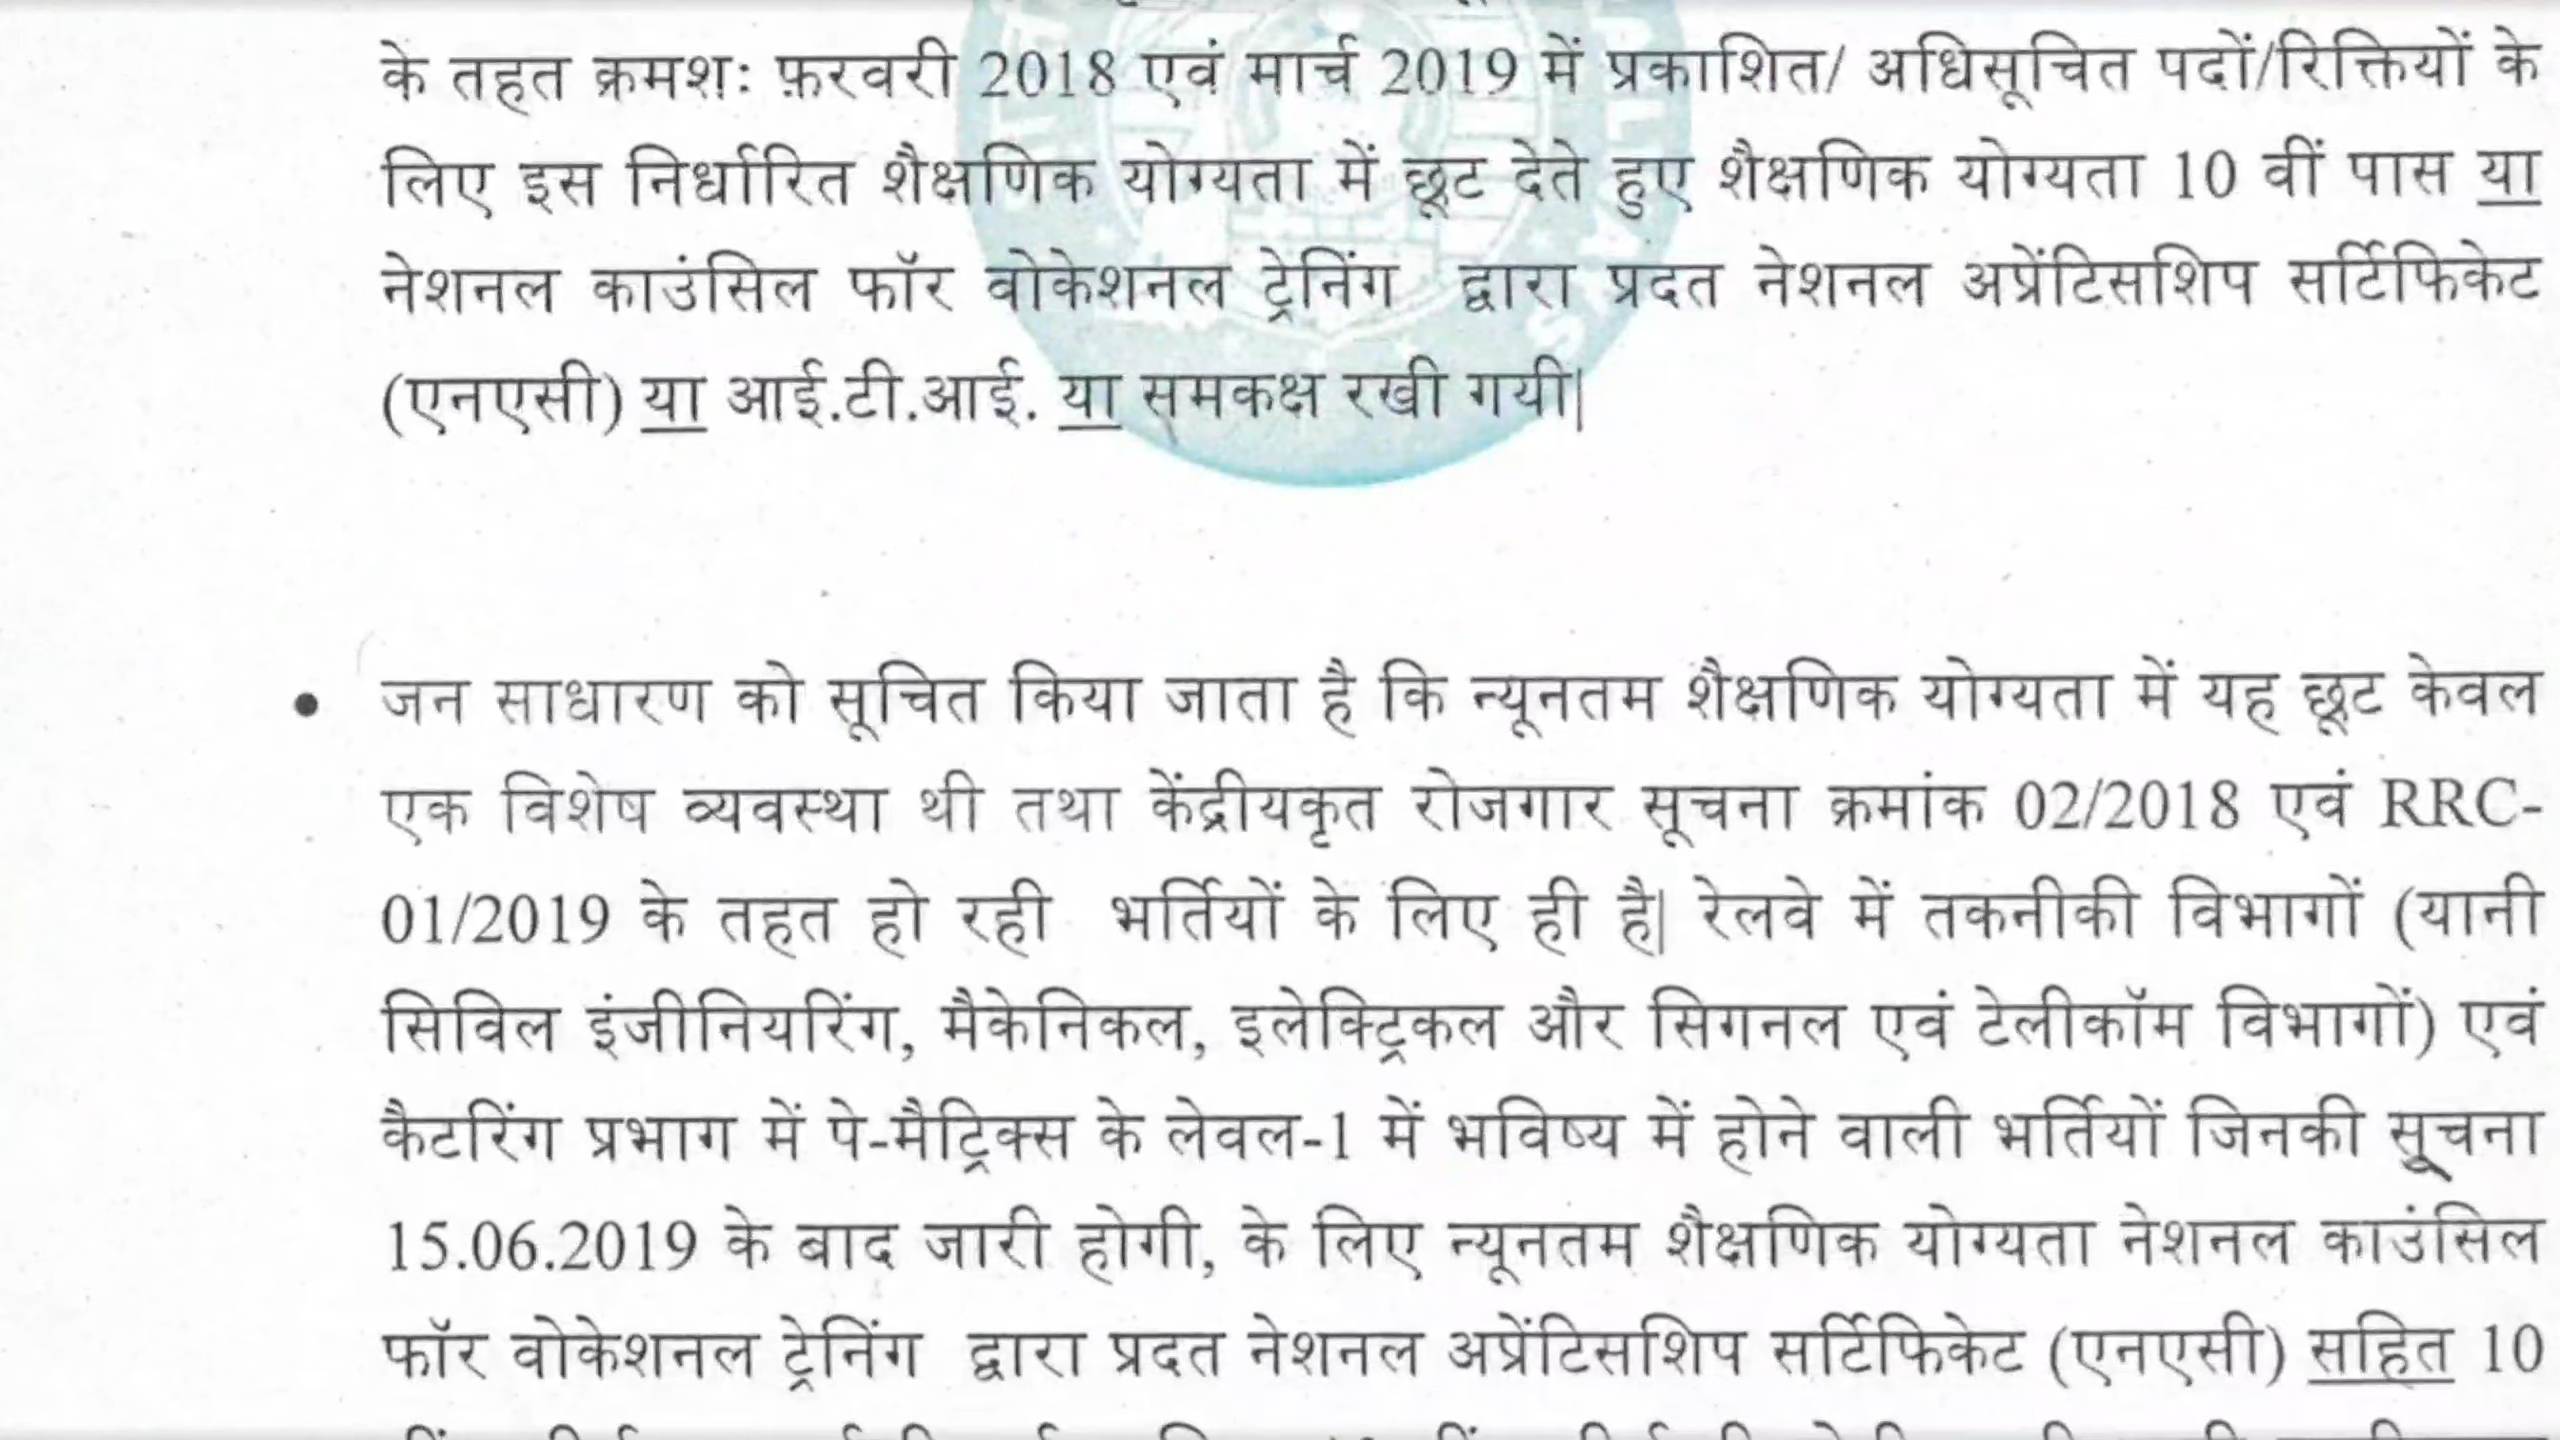 के तहत क्रमश: फ़रवरी 2018 एवं मार्च 2019 में प्रकाशित/ अधिसूचित पदों/रिक्तियों के
लिए इस निर्धारित शैक्षणिक योग्यता में छूट देते हुए शैक्षणिक योग्यता 10 वीं पास या
नेशनल काउंसिल फॉर वोकेशनल ट्रेनिंग द्वारा प्रदत नेशनल अप्रेंटिसशिप सर्टिफिकेट
(एनएसी) या आई.टी.आई. या समकक्ष रखी गयी|
• जन साधारण को सूचित किया जाता है कि न्यूनतम शैक्षणिक योग्यता में यह छूट केवल
एक विशेष व्यवस्था थी तथा केंद्रीयकृत रोजगार सूचना क्रमांक 02/2018 एवं RRC-
01/2019 के तहत हो रही भर्तियों के लिए ही है| रेलवे में तकनीकी विभागों (यानी
सिविल इंजीनियरिंग, मैकेनिकल, इलेक्ट्रिकल और सिगनल एवं टेलीकॉम विभागों) एवं
कैटरिंग प्रभाग में पे-मैट्रिक्स के लेवल-1 में भविष्य में होने वाली भर्तियों जिनकी सूचना
15.06.2019 के बाद जारी होगी, के लिए न्यूनतम शैक्षणिक योग्यता नेशनल काउंसिल
फॉर वोकेशनल ट्रेनिंग द्वारा प्रदत नेशनल अप्रेंटिसशिप सर्टिफिकेट (एनएसी) सहित 10